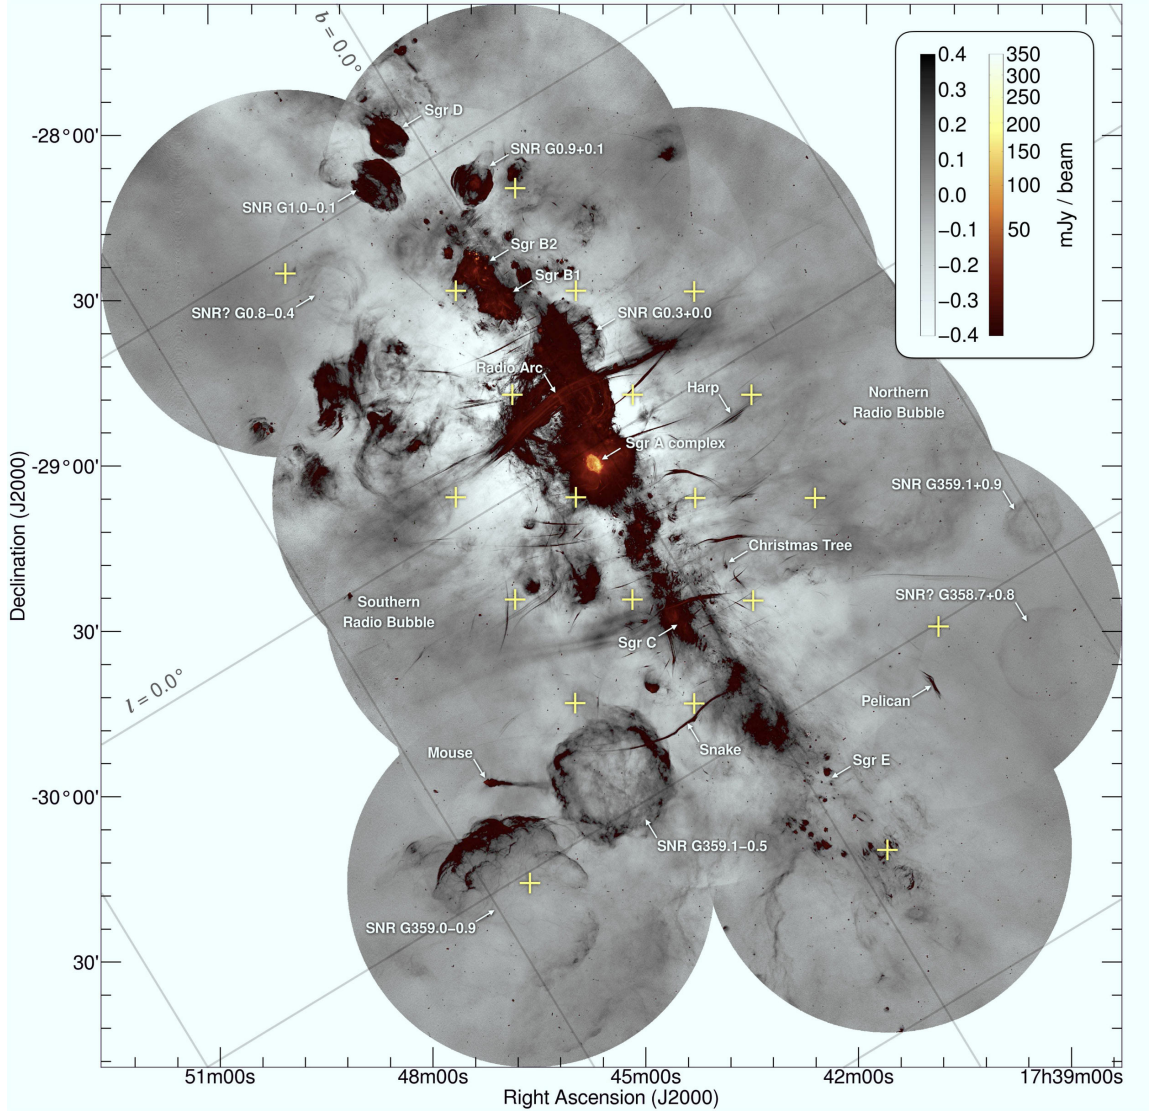 b = 0.0°
0.4
0.3
0.2
0.1
0.0
−0.1
−0.2
−0.3
−0.4
350
300
250
200
150
100
50
mJy / beam
Sgr D
SNR G0.9+0.1
SNR G1.0−0.1
Sgr B2
Sgr B1
SNR? G0.8−0.4
SNR G0.3+0.0
Radio Arc
Harp
Northern
Radio Bubble
Sgr A complex
SNR G359.1+0.9
Christmas Tree
SNR? G358.7+0.8
Southern
Radio Bubble
Sgr C
l = 0.0°
Pelican
Snake
Mouse
Sgr E
SNR G359.1−0.5
SNR G359.0−0.9
-28°00'
30'
-29°00'
30'
-30°00'
30'
Declination (J2000)
51m00s
48m00s
45m00s
42m00s
17h39m00s
Right Ascension (J2000)